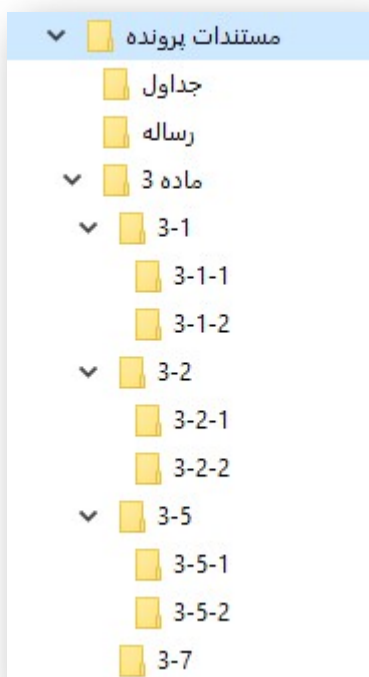 مستندات پرونده
جداول
رساله
ماده 3
3-1
3-1-1
3-1-2
3-2
3-2-1
3-2-2
3-5
3-5-1
3-5-2
3-7